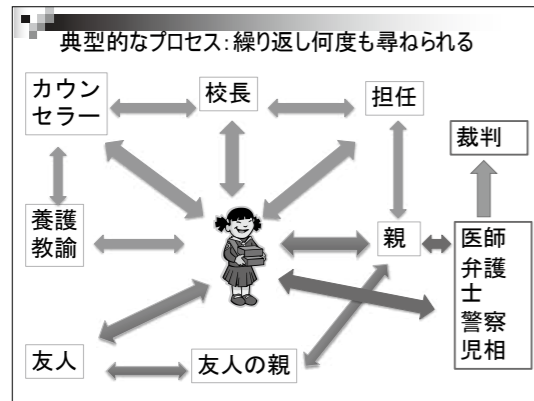 典型的なプロセス：繰り返し何度も尋ねられる
カウン
セラー
校長
担任
裁判
養護
教諭
親
医師
弁護
士
警察
児相
友人
友人の親